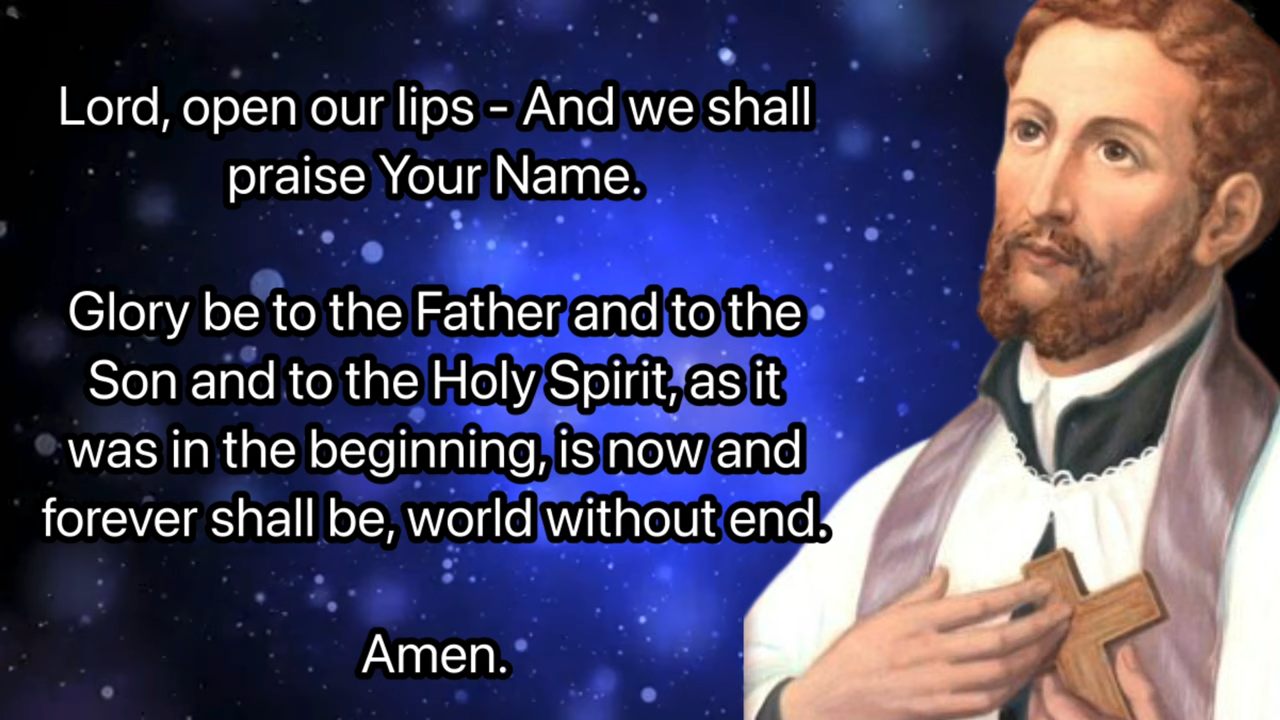 Lord, open our lips - And we shall
praise Your Name.
Glory be to the Father and to the
Son and to the Holy Spirit, as it
was in the beginning, is now and
forever shall be, world without end.
Amen.